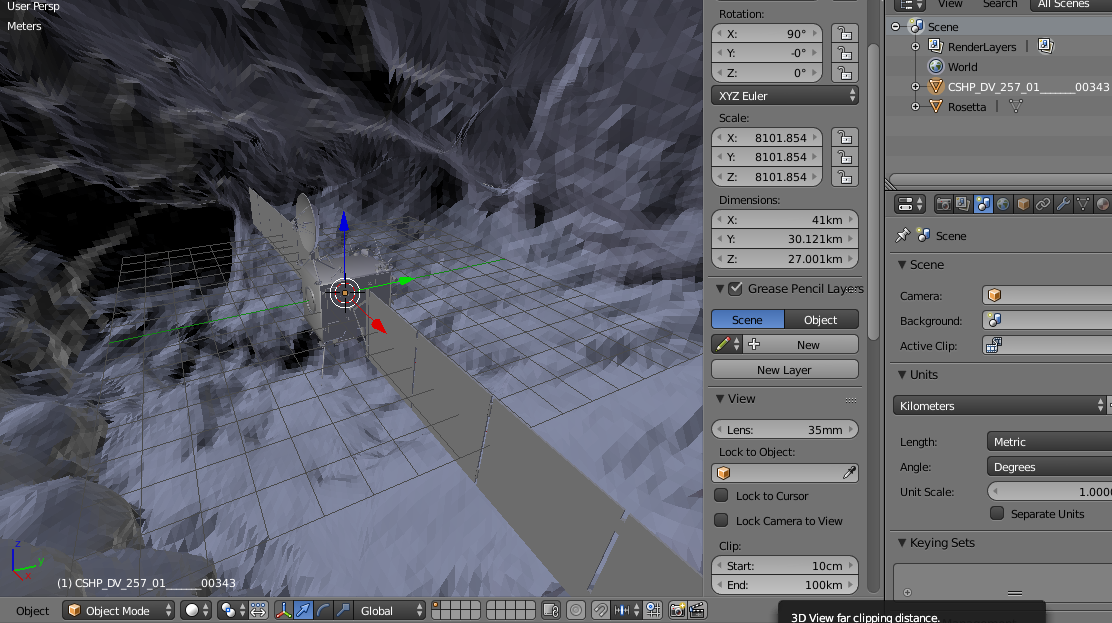 User Persp
Meters
(1) CSHP_DV_257_01______00343
z
y
x
Object
Object Mode
Global
Rotation:
X: 90°
Y: -0°
Z: 0°
XYZ Euler
Scale:
X: 8101.854
Y: 8101.854
Z: 8101.854
Dimensions:
X: 41km
Y: 30.121km
Z: 27.001km
Grease Pencil Layers
Scene Object
New
New Layer
View
Lens: 35mm
Lock to Object:
Lock to Cursor
Lock Camera to View
Clip:
Start: 10cm
End: 100km
View Search All Scenes
Scene
RenderLayers
World
CSHP_DV_257_01______00343
Rosetta
Scene
Scene
Camera:
Background:
Active Clip:
Units
Kilometers
Length: Metric
Angle: Degrees
Unit Scale: 1.000
Separate Units
Keying Sets
3D View far clipping distance.